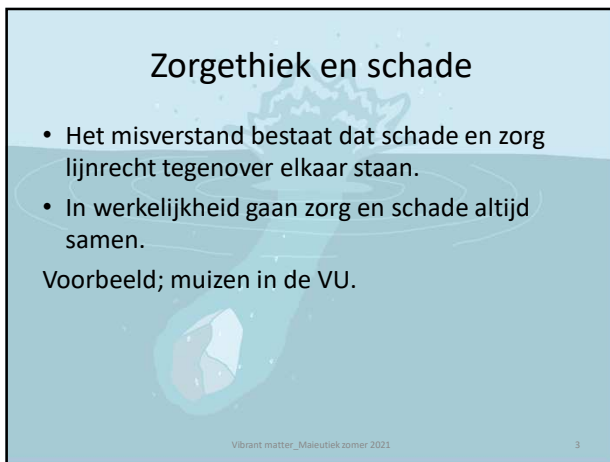 Zorgethiek en schade
• Het misverstand bestaat dat schade en zorg
lijnrecht tegenover elkaar staan.
• In werkelijkheid gaan zorg en schade altijd
samen.
Voorbeeld; muizen in de VU.
Vibrant matter_Maieutiek zomer 2021 3